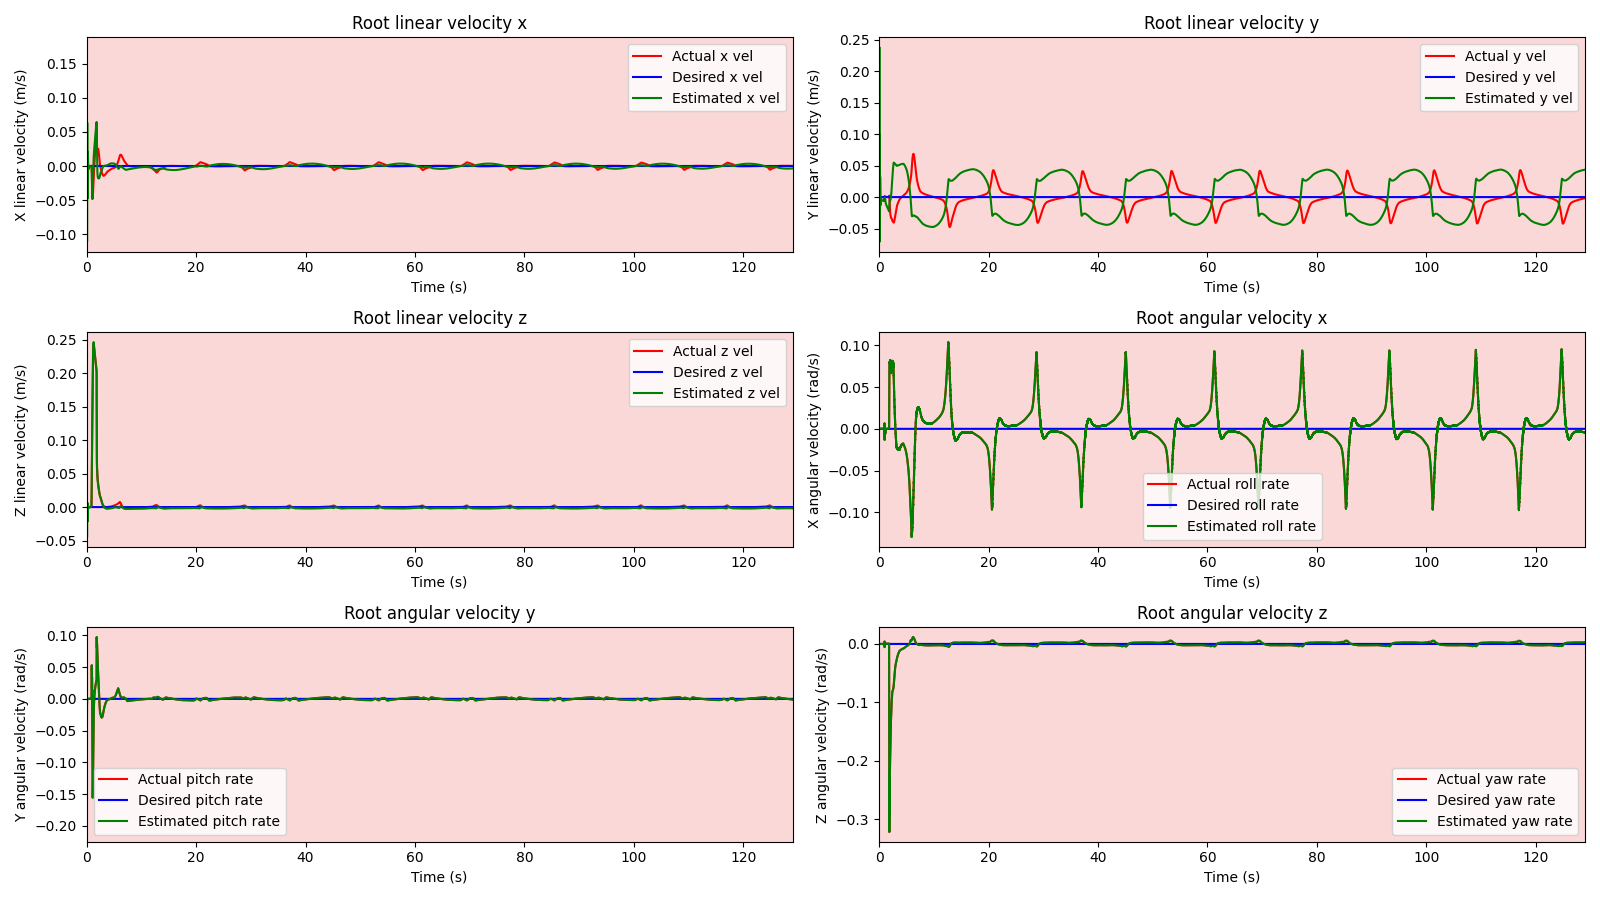 Root linear velocity x
X linear velocity (m/s)
0.15
0.10
0.05
0.00
−0.05
−0.10
Actual x vel
Desired x vel
Estimated x vel
0 20 40 60 80 100 120
Time (s)
Root linear velocity y
Y linear velocity (m/s)
0.25
0.20
0.15
0.10
0.05
0.00
−0.05
Actual y vel
Desired y vel
Estimated y vel
0 20 40 60 80 100 120
Time (s)
Root linear velocity z
Z linear velocity (m/s)
0.25
0.20
0.15
0.10
0.05
0.00
−0.05
Actual z vel
Desired z vel
Estimated z vel
0 20 40 60 80 100 120
Time (s)
Root angular velocity x
X angular velocity (rad/s)
0.10
0.05
0.00
−0.05
−0.10
Actual roll rate
Desired roll rate
Estimated roll rate
0 20 40 60 80 100 120
Time (s)
Root angular velocity y
Y angular velocity (rad/s)
0.10
0.05
0.00
−0.05
−0.10
−0.15
−0.20
Actual pitch rate
Desired pitch rate
Estimated pitch rate
0 20 40 60 80 100 120
Time (s)
Root angular velocity z
Z angular velocity (rad/s)
0.0
−0.1
−0.2
−0.3
Actual yaw rate
Desired yaw rate
Estimated yaw rate
0 20 40 60 80 100 120
Time (s)